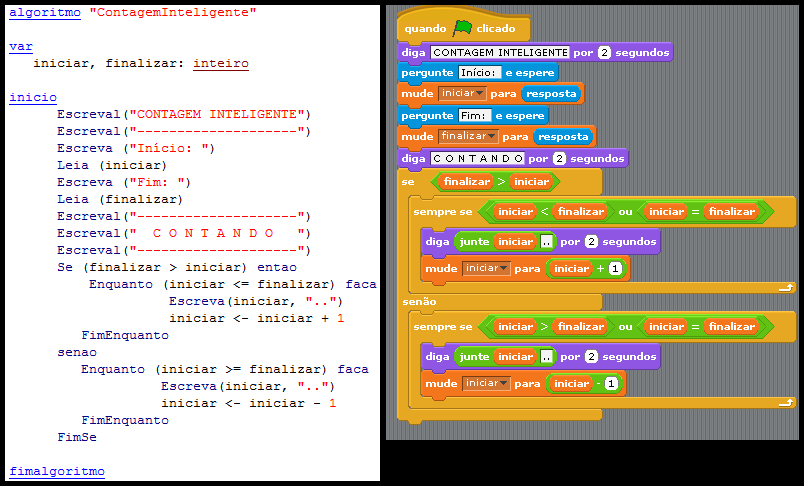 algoritmo "ContagemInteligente"
var
iniciar, finalizar: inteiro
inicio
Escreval("CONTAGEM INTELIGENTE")
Escreval("--------------------")
Escreva ("Início: ")
Leia (iniciar)
Escreva ("Fim: ")
Leia (finalizar)
Escreval("--------------------")
Escreval("  C O N T A N D O   ")
Escreval("--------------------")
Se (finalizar > iniciar) entao
Enquanto (iniciar <= finalizar) faca
Escreva(iniciar, "..")
iniciar <- iniciar + 1
FimEnquanto
senao
Enquanto (iniciar >= finalizar) faca
Escreva(iniciar, "..")
iniciar <- iniciar - 1
FimEnquanto
FimSe
fimalgoritmo
quando clicado
diga CONTAGEM INTELIGENTE por 2 segundos
pergunte Início: e espere
mude iniciar para resposta
pergunte Fim: e espere
mude finalizar para resposta
diga C O N T A N D O por 2 segundos
se finalizar > iniciar
sempre se iniciar < finalizar ou iniciar = finalizar
diga junte iniciar .. por 2 segundos
mude iniciar para iniciar + 1
senão
sempre se iniciar > finalizar ou iniciar = finalizar
diga junte iniciar .. por 2 segundos
mude iniciar para iniciar - 1